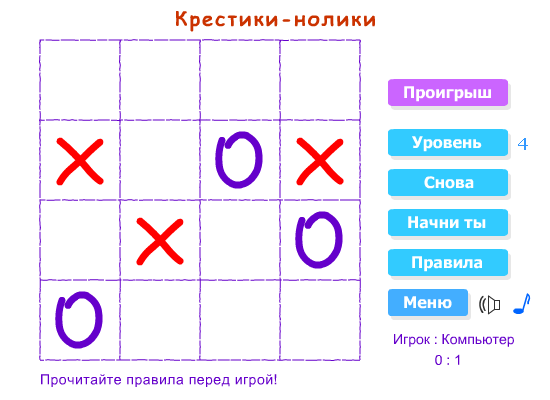 Крестики-нолики
Проигрыш
Уровень 4
Снова
Начни ты
Правила
Меню
Игрок : Компьютер
0 : 1
Прочитайте правила перед игрой!